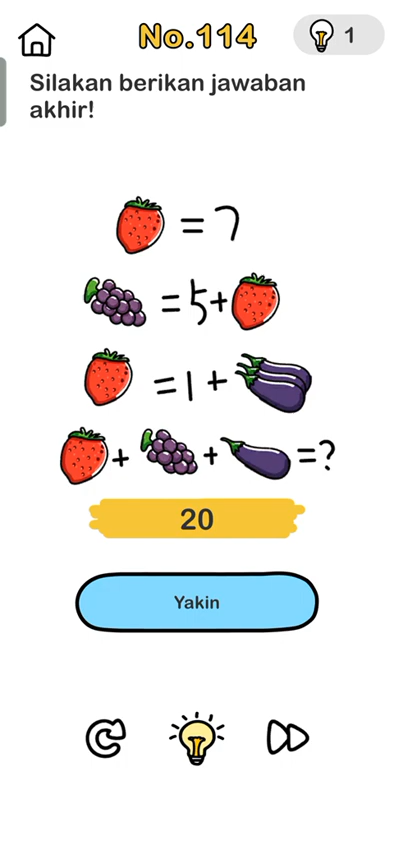 No.114
1
Silakan berikan jawaban
akhir!
= 7
= 5 +
= 1 +
+ + = ?
20
Yakin